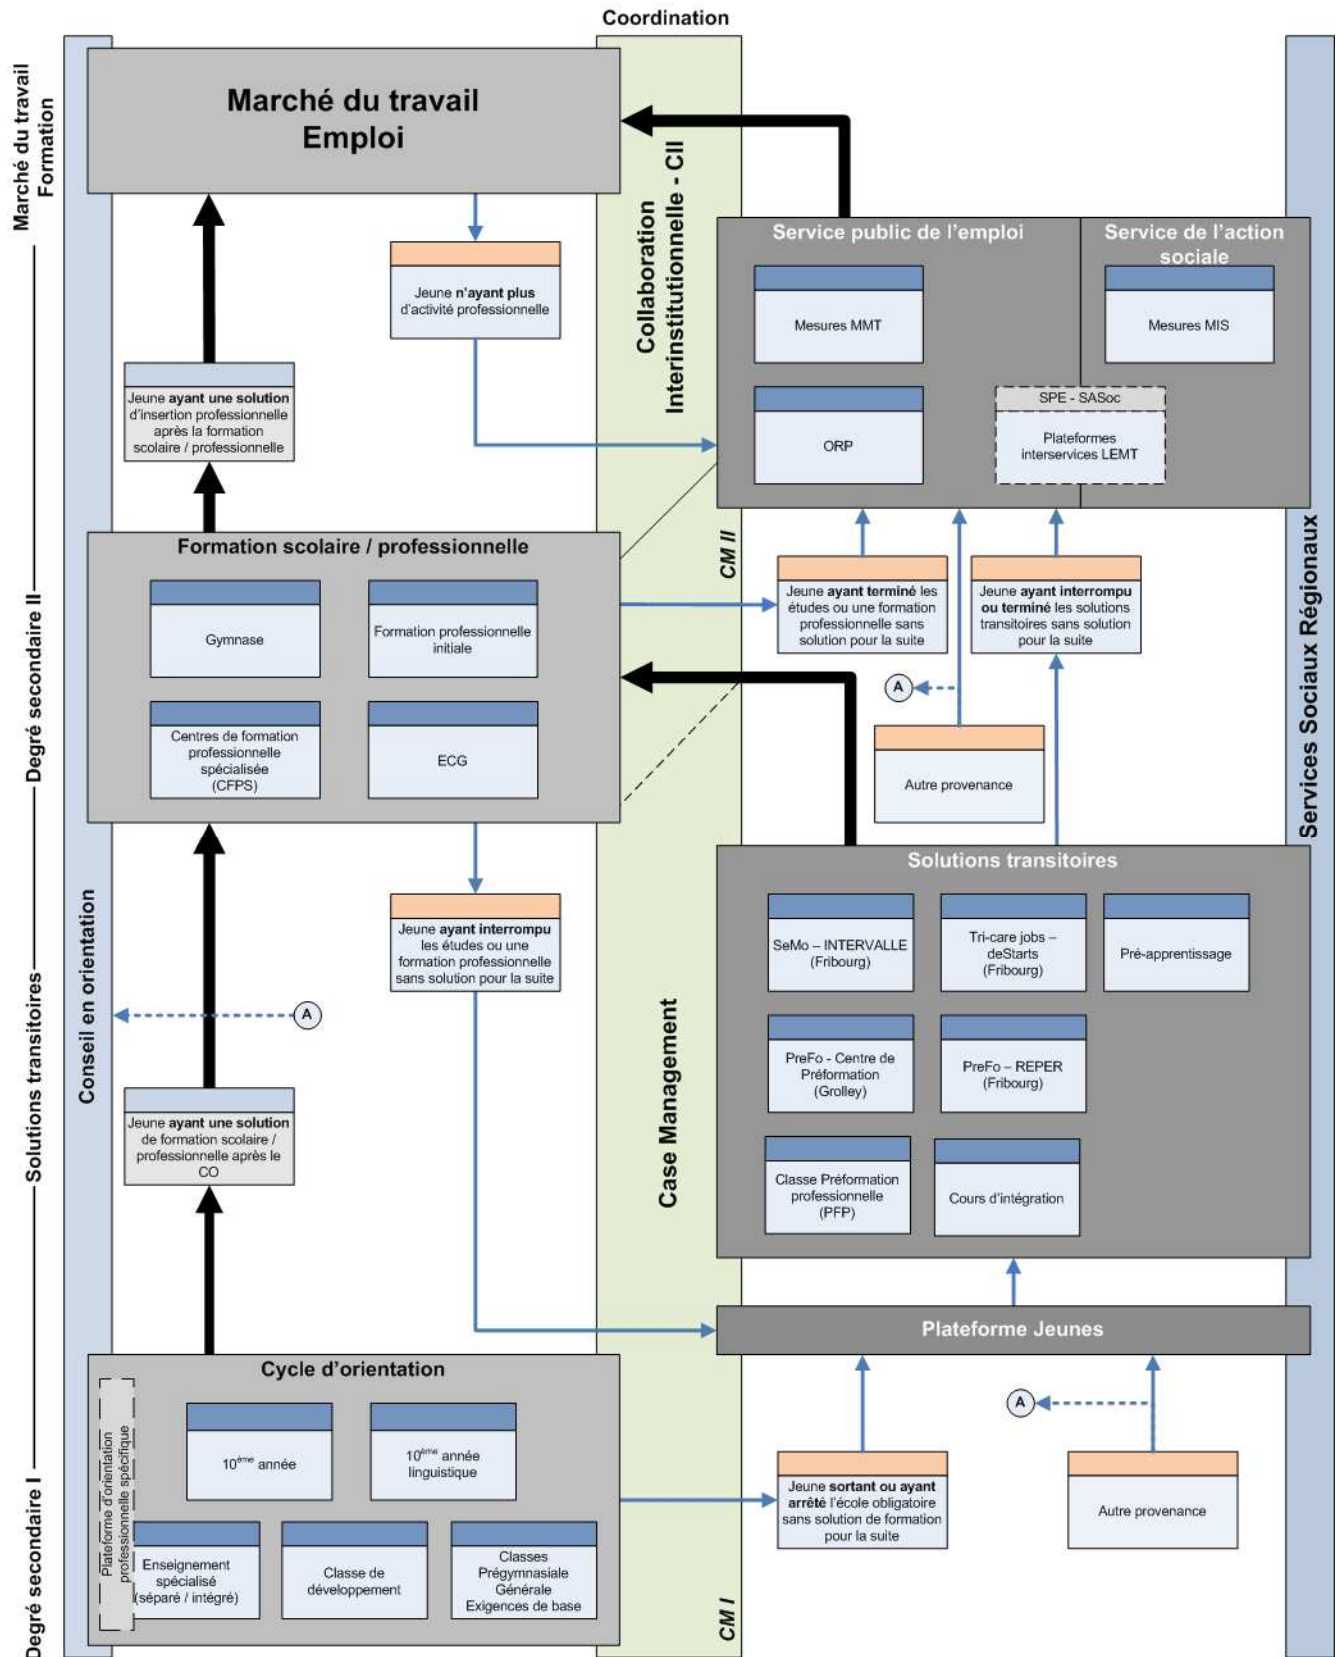 Coordination
Marché du travail
Formation
Degré secondaire II
Solutions transitoires
Degré secondaire I
Conseil en orientation
Collaboration
Interinstitutionnelle - CII
CM II
Case Management
CM I
Services Sociaux Régionaux
Marché du travail
Emploi
Jeune n'ayant plus
d'activité professionnelle
Jeune ayant une solution
d'insertion professionnelle
après la formation
scolaire / professionnelle
Service public de l'emploi
Service de l'action
sociale
Mesures MMT
Mesures MIS
ORP
SPE - SASoc
Plateformes
interservices LEMT
Formation scolaire / professionnelle
Gymnase
Formation professionnelle
initiale
Centres de formation
professionnelle
spécialisée
(CFPS)
ECG
Jeune ayant terminé les
études ou une formation
professionnelle sans
solution pour la suite
Jeune ayant interrompu
ou terminé les solutions
transitoires sans solution
pour la suite
A
Autre provenance
Jeune ayant interrompu
les études ou une
formation professionnelle
sans solution pour la suite
A
Jeune ayant une solution
de formation scolaire /
professionnelle après le
CO
Solutions transitoires
SeMo – INTERVALLE
(Fribourg)
Tri-care jobs –
deStarts
(Fribourg)
Pré-apprentissage
PreFo - Centre de
Préformation
(Grolley)
PreFo – REPER
(Fribourg)
Classe Préformation
professionnelle
(PFP)
Cours d'intégration
Plateforme Jeunes
A
Jeune sortant ou ayant
arrêté l'école obligatoire
sans solution de formation
pour la suite
Autre provenance
Cycle d'orientation
Plateforme d'orientation
professionnelle spécifique
10ème année
10ème année
linguistique
Enseignement
spécialisé
(séparé / intégré)
Classe de
développement
Classes
Prégymnasiale
Générale
Exigences de base